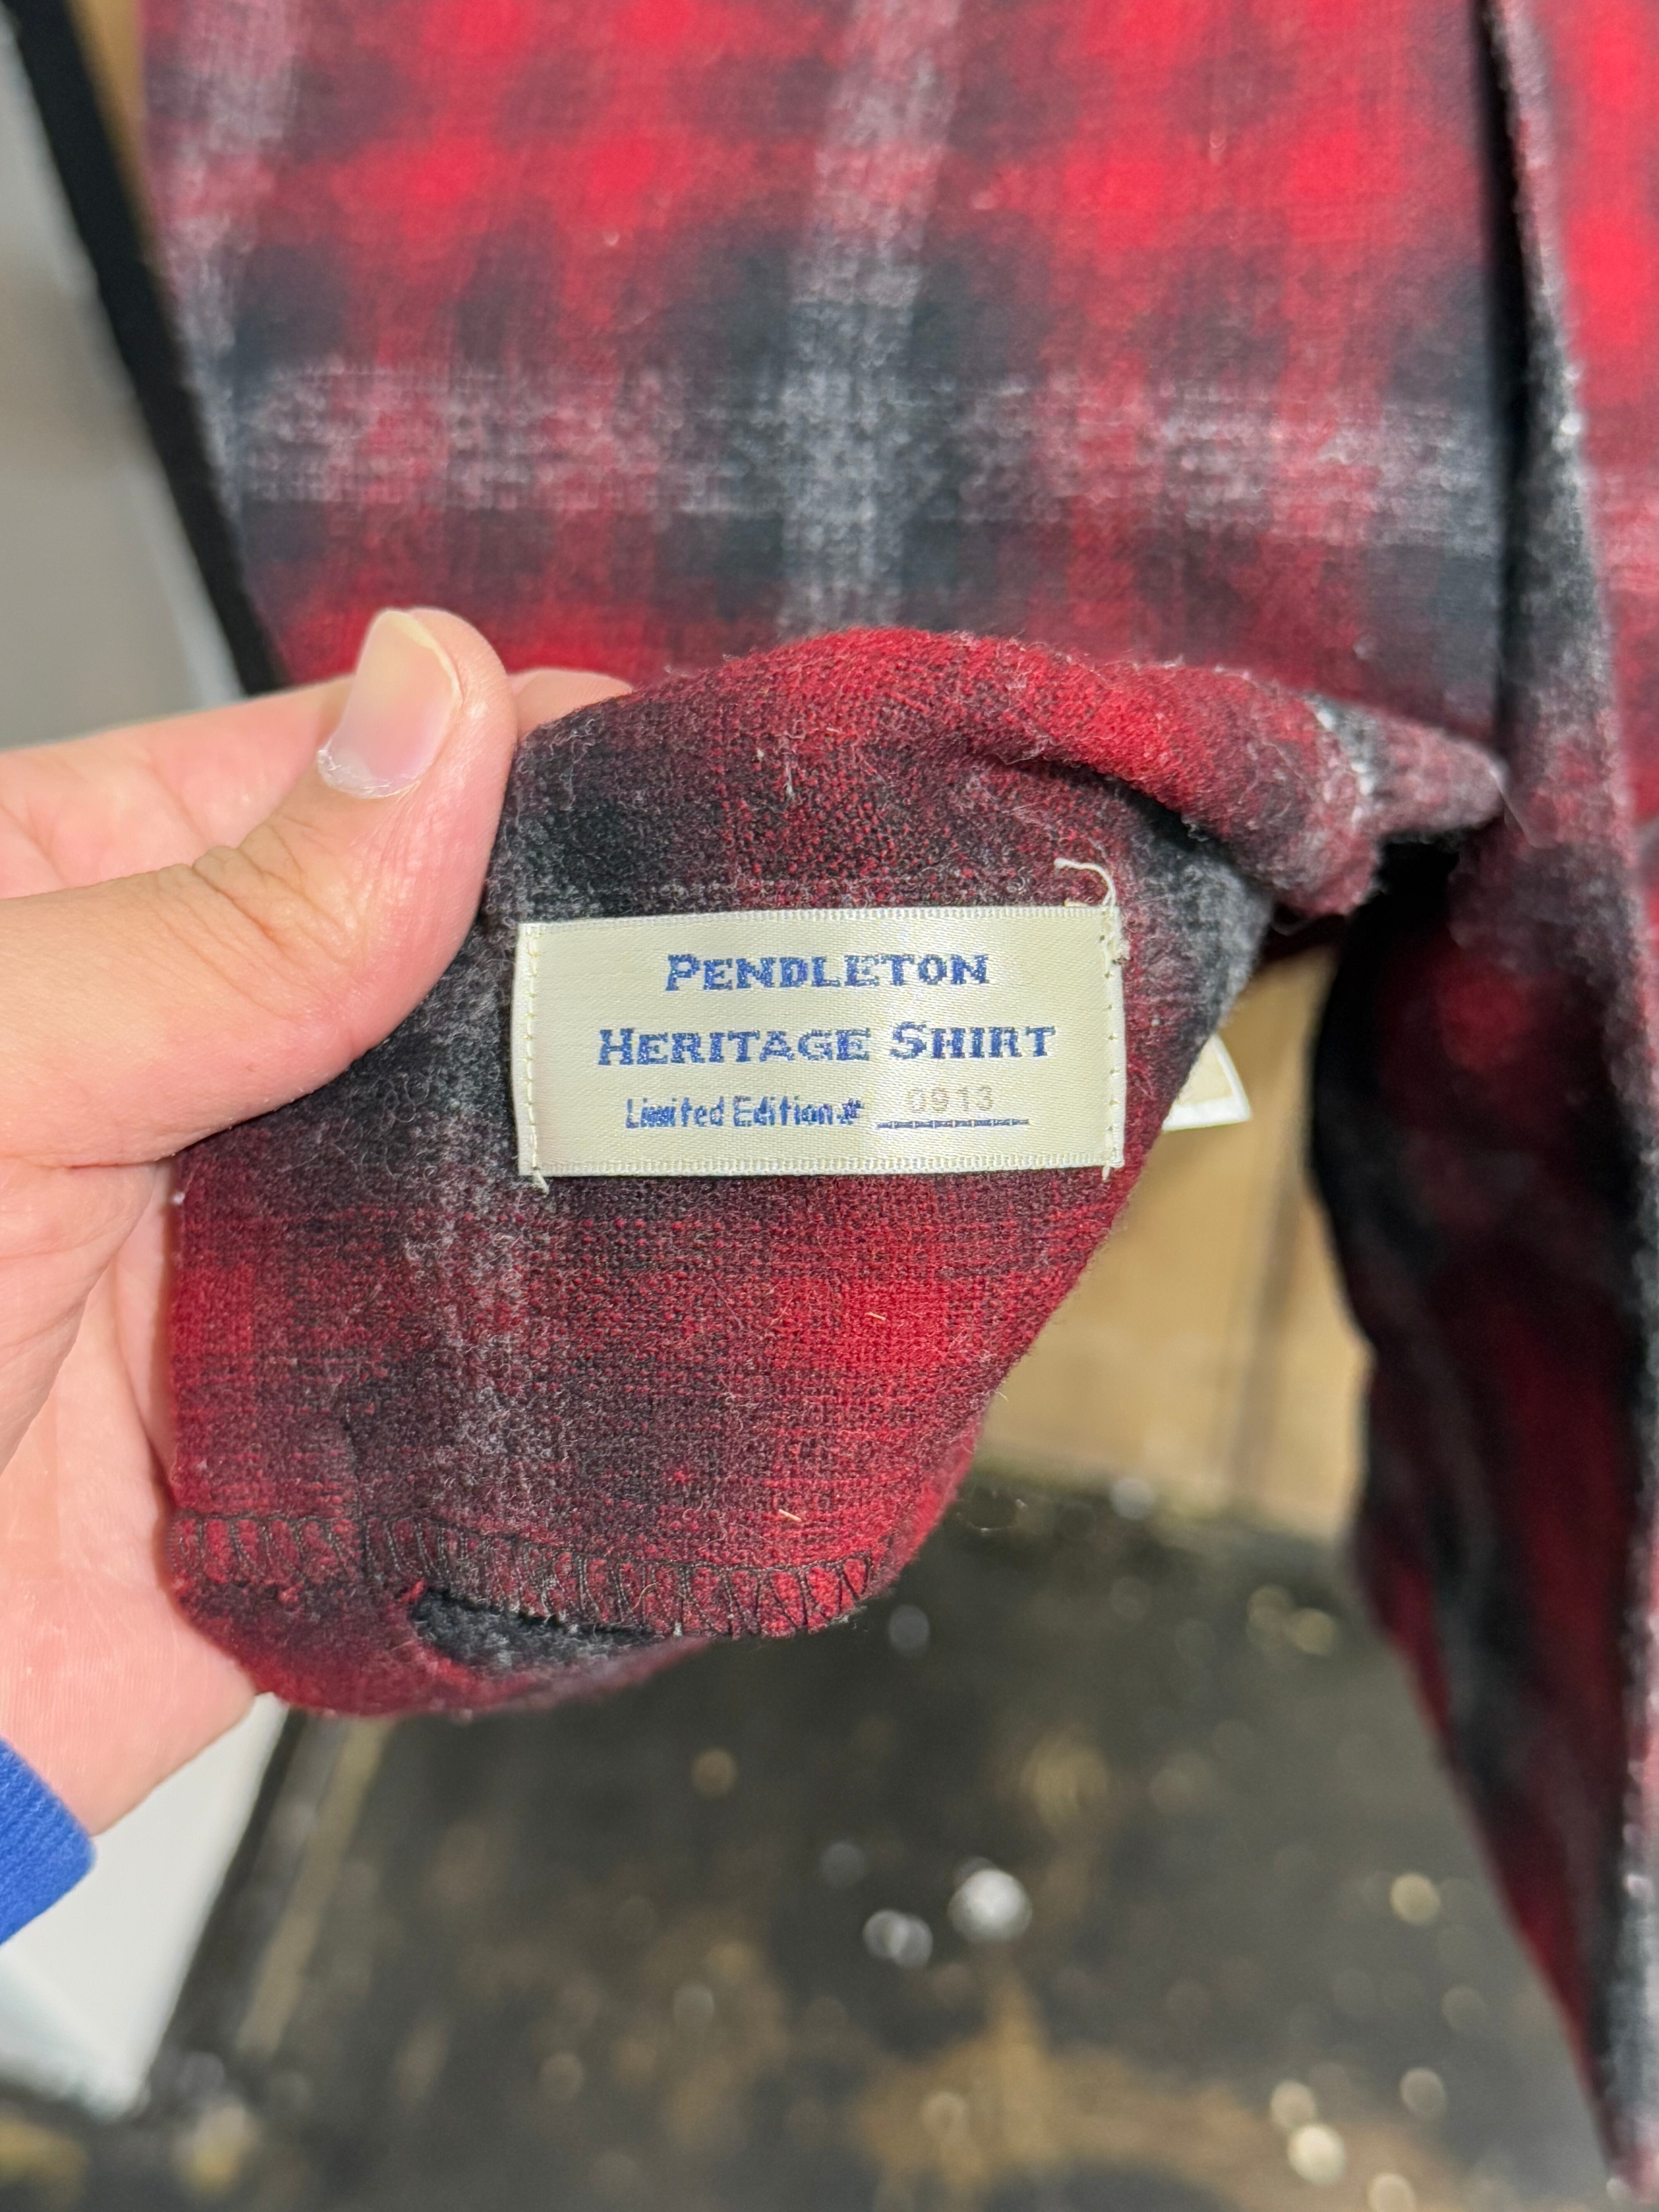 PENDLETON
HERITAGE SHIRT
Limited Edition # 0913